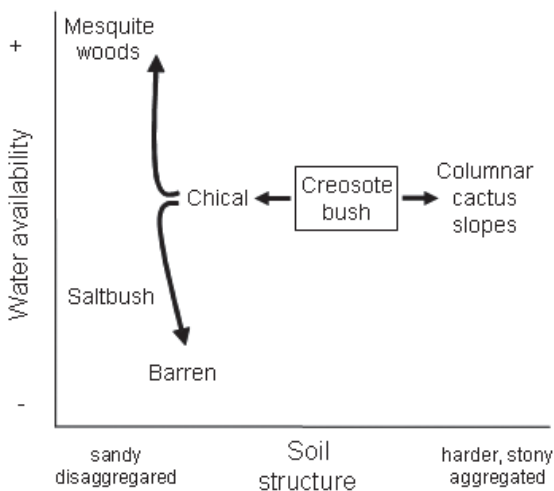 Mesquite
woods
+
Water availability
Chical
Creosote
bush
Columnar
cactus
slopes
Saltbush
Barren
-
sandy
disaggregared
Soil
structure
harder, stony
aggregated